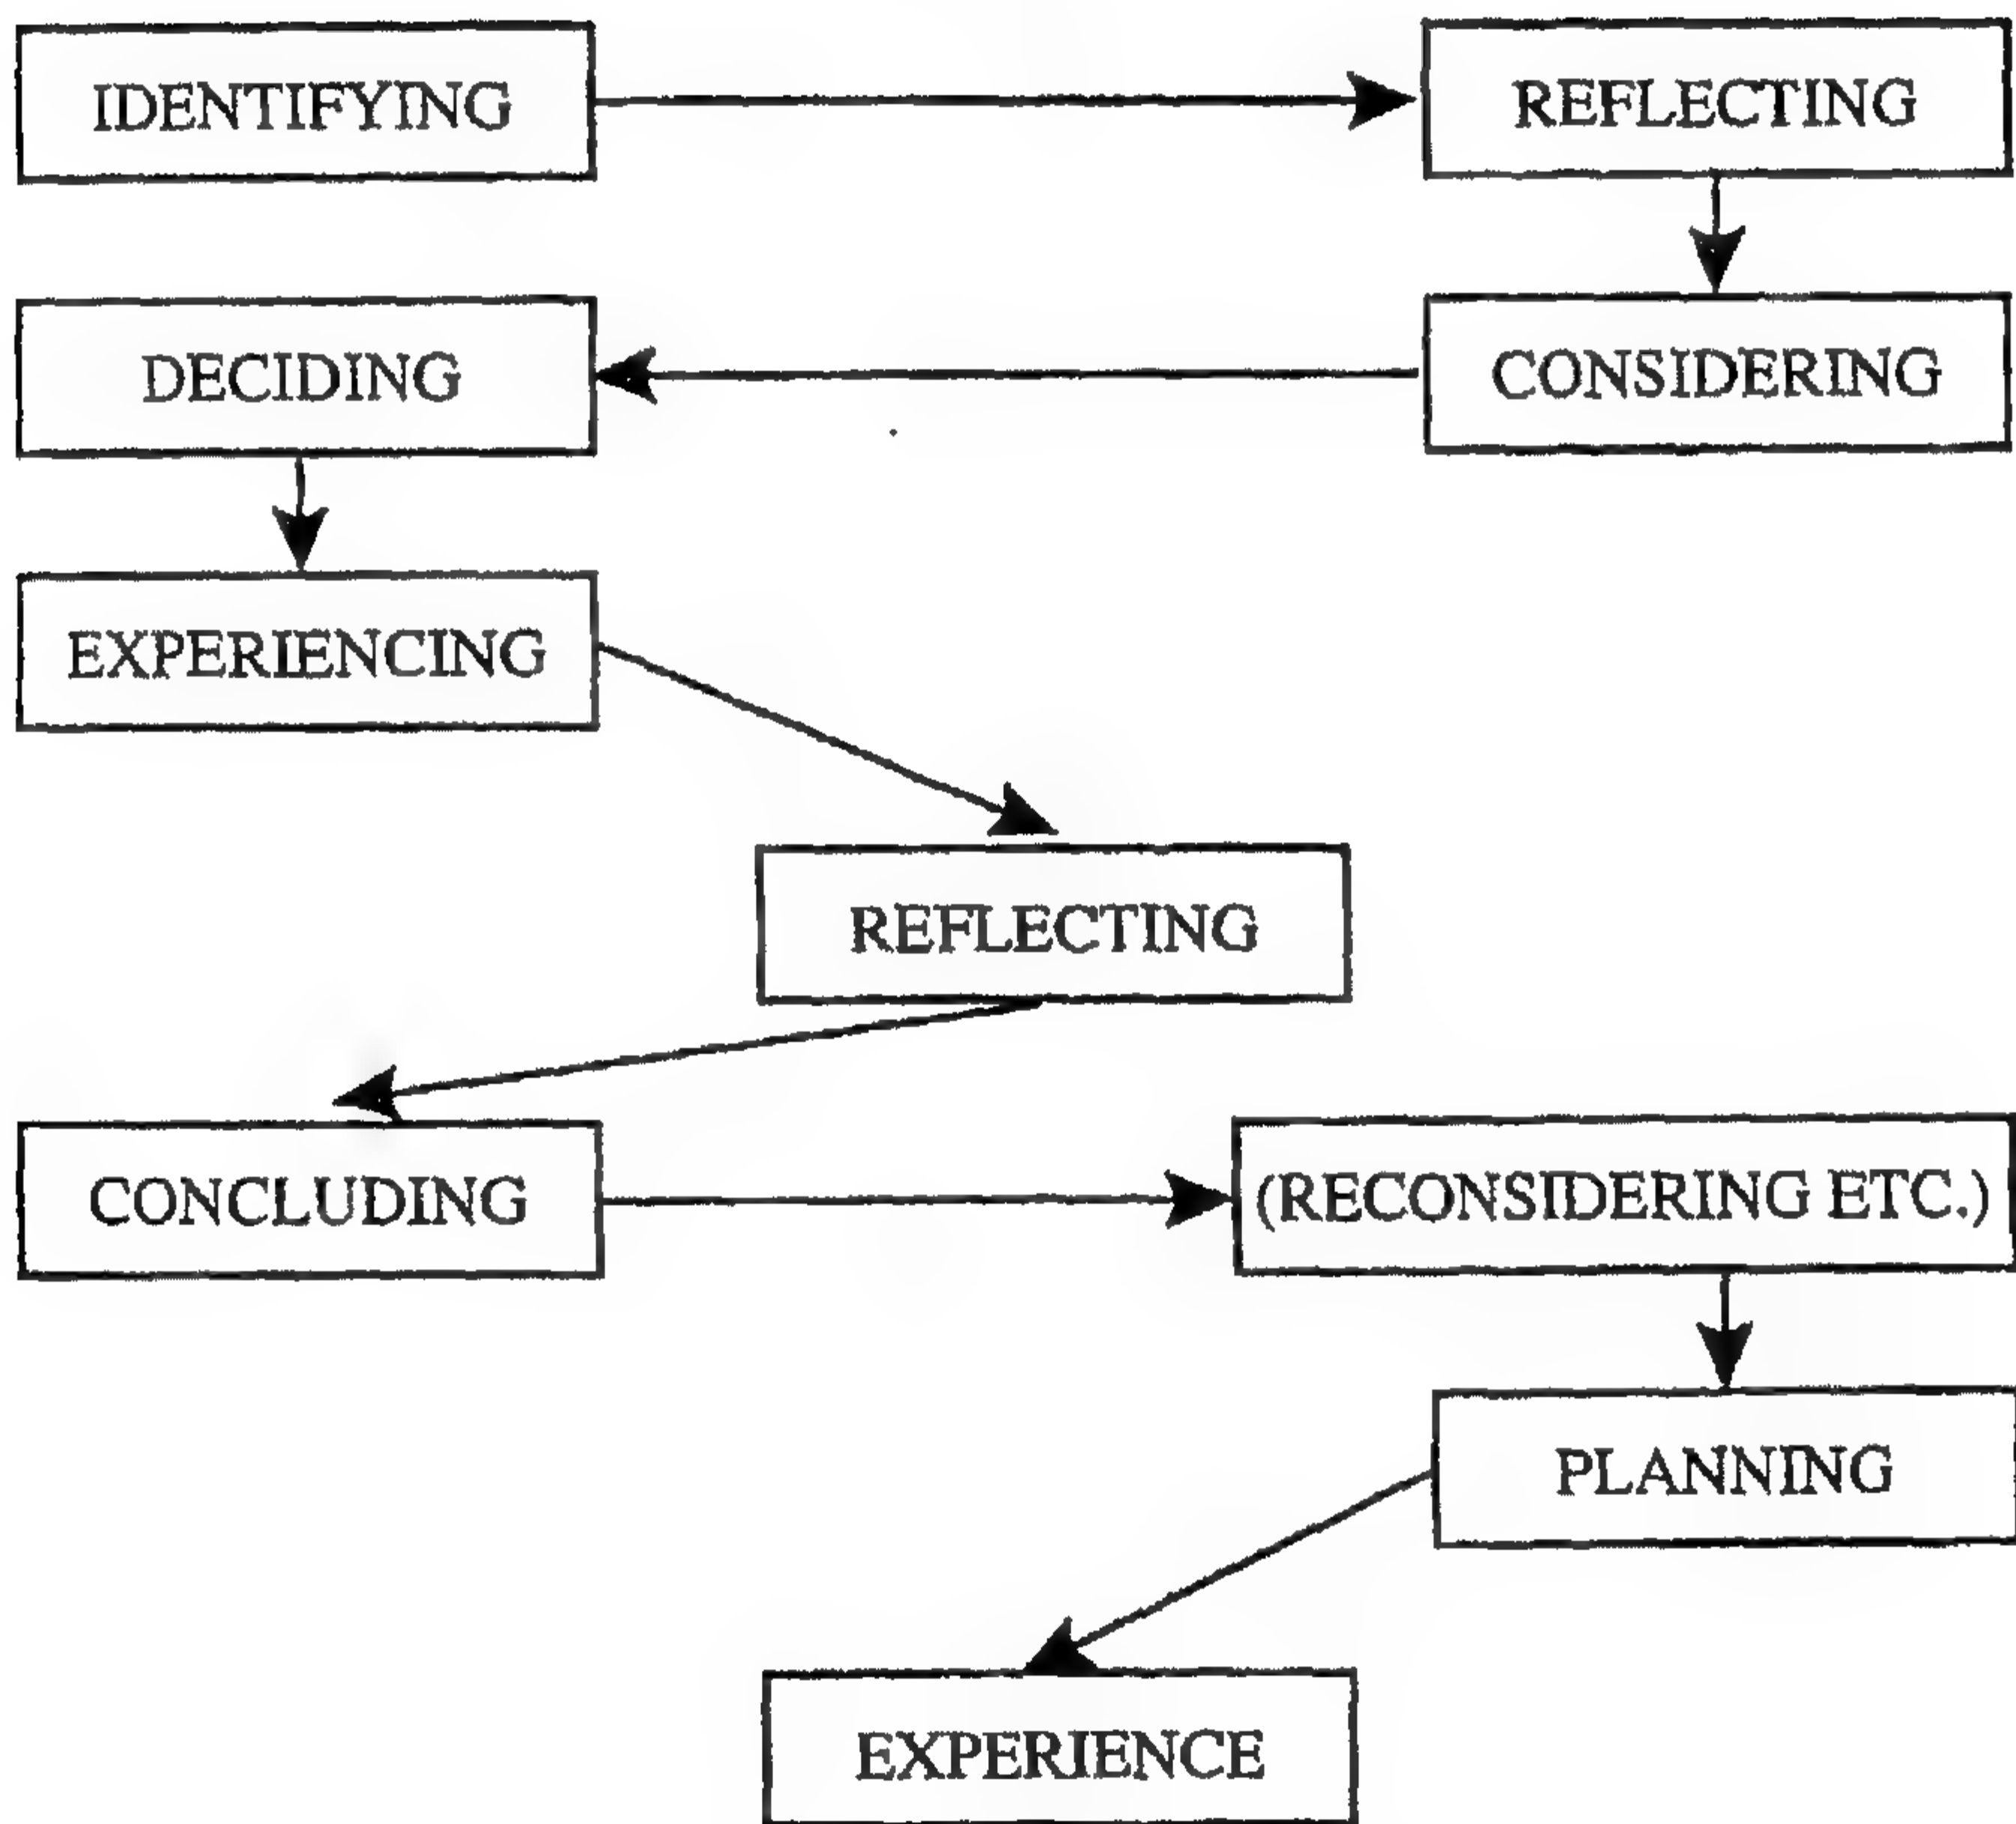 IDENTIFYING
REFLECTING
DECIDING
CONSIDERING
EXPERIENCING
REFLECTING
CONCLUDING
(RECONSIDERING ETC.)
PLANNING
EXPERIENCE